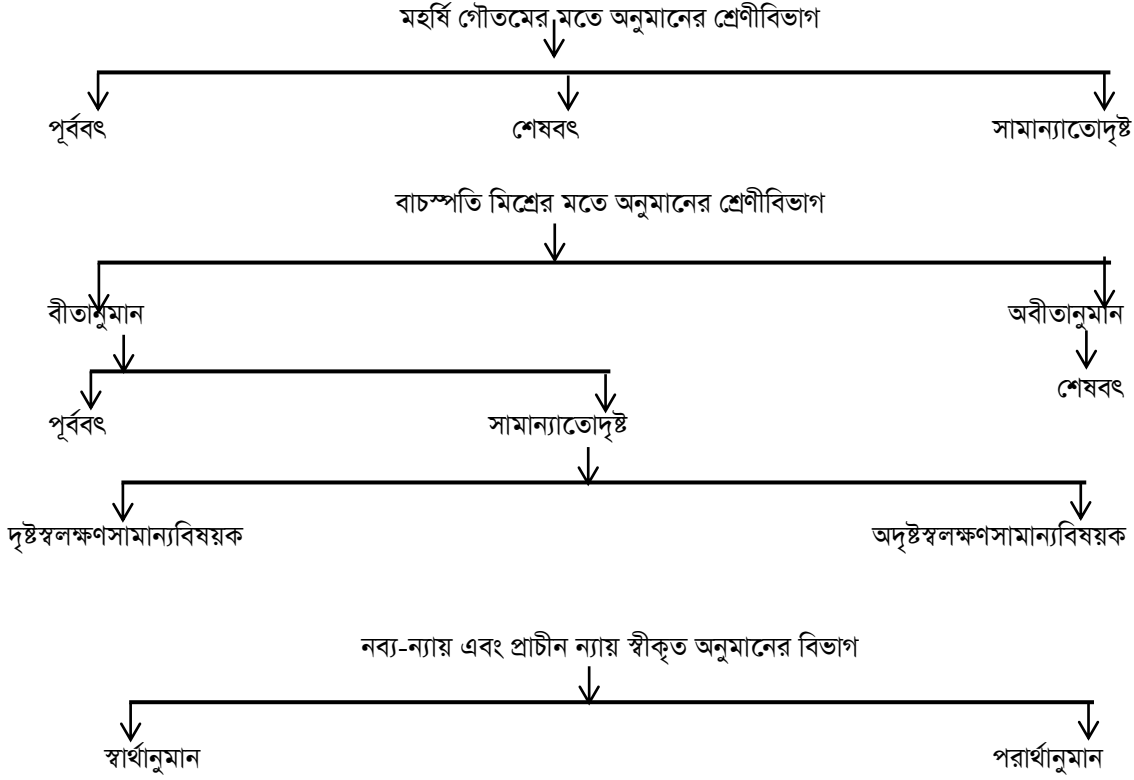 মহর্ষি গৌতমের মতে অনুমানের শ্রেণীবিভাগ
পূর্ববৎ শেষবৎ সামান্যাতোদৃষ্ট
বাচস্পতি মিশ্রের মতে অনুমানের শ্রেণীবিভাগ
বীতানুমান অবীতানুমান
শেষবৎ
পূর্ববৎ সামান্যাতোদৃষ্ট
দৃষ্টস্বলক্ষণসামান্যবিষয়ক অদৃষ্টস্বলক্ষণসামান্যবিষয়ক
নব্য-ন্যায় এবং প্রাচীন ন্যায় স্বীকৃত অনুমানের বিভাগ
স্বার্থানুমান পরার্থানুমান